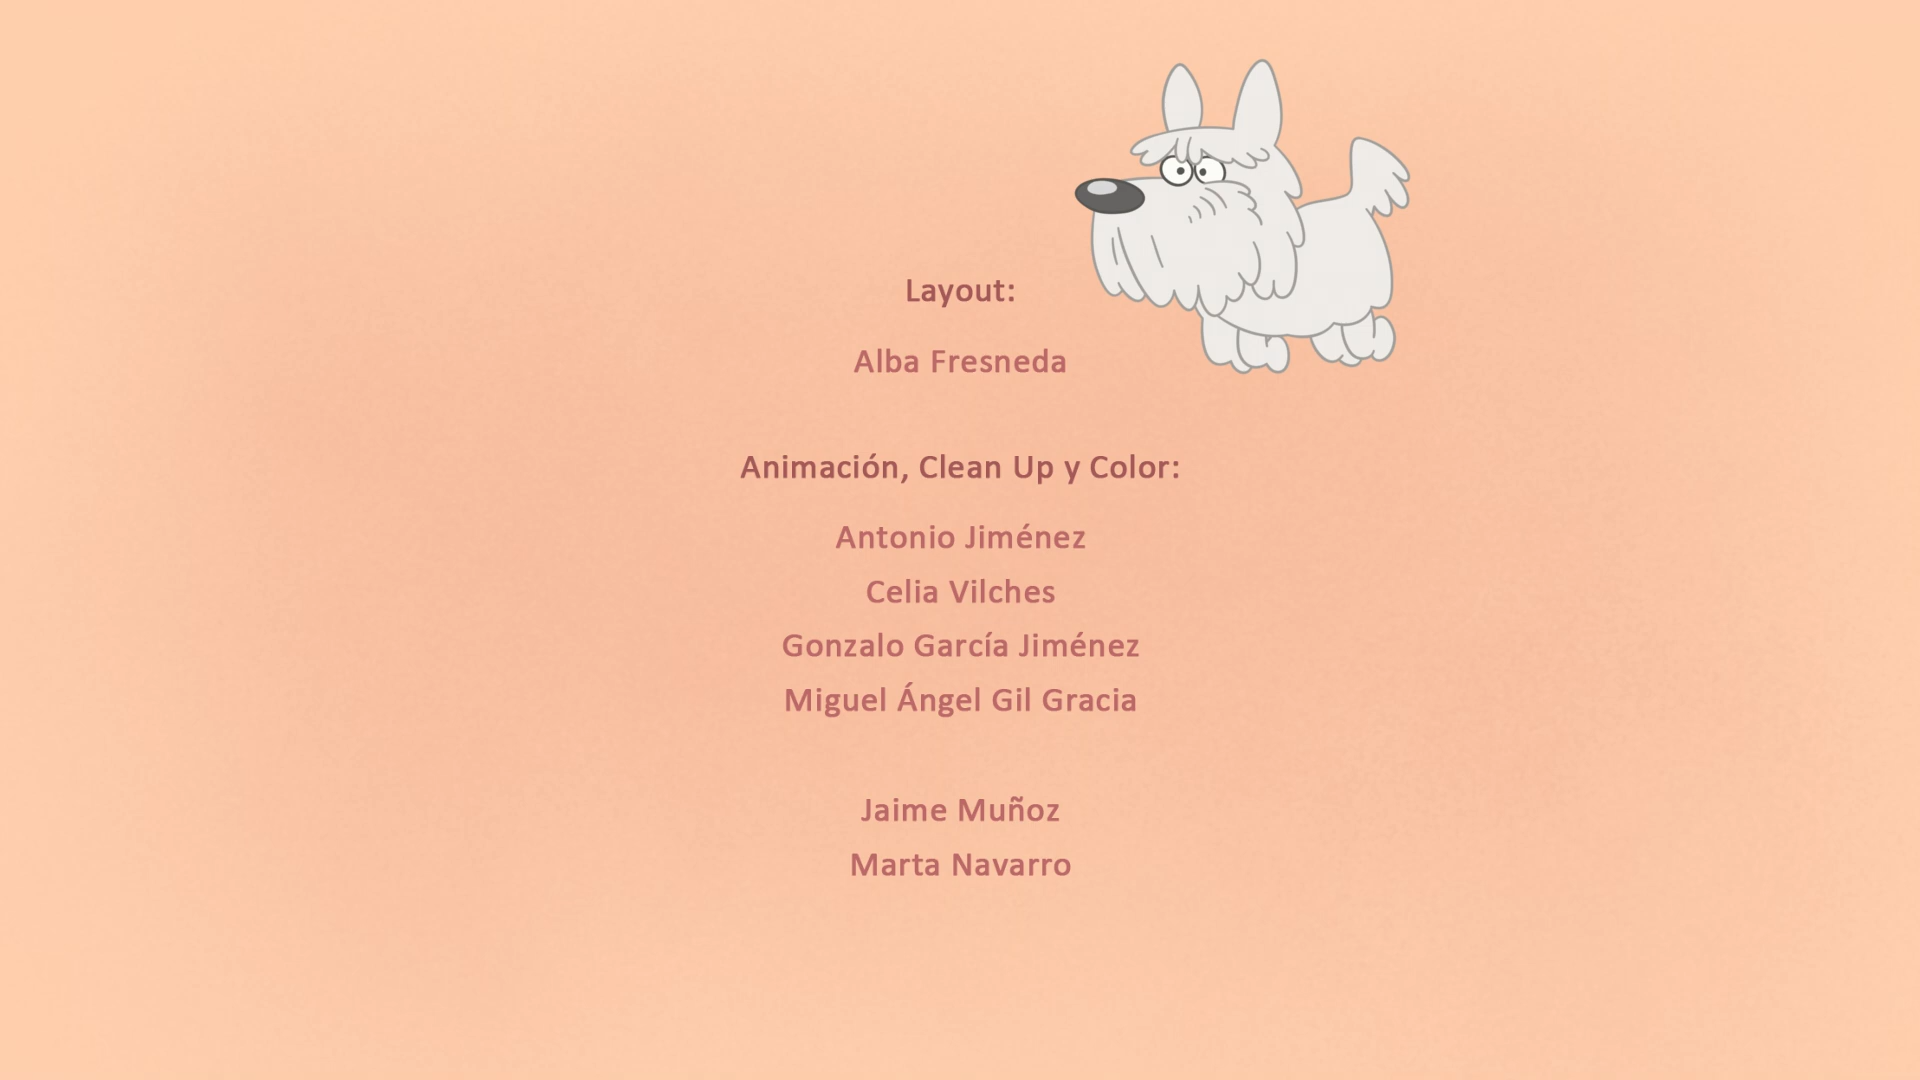 Layout:
Alba Fresneda
Animación, Clean Up y Color:
Antonio Jiménez
Celia Vilches
Gonzalo García Jiménez
Miguel Ángel Gil Gracia
Jaime Muñoz
Marta Navarro